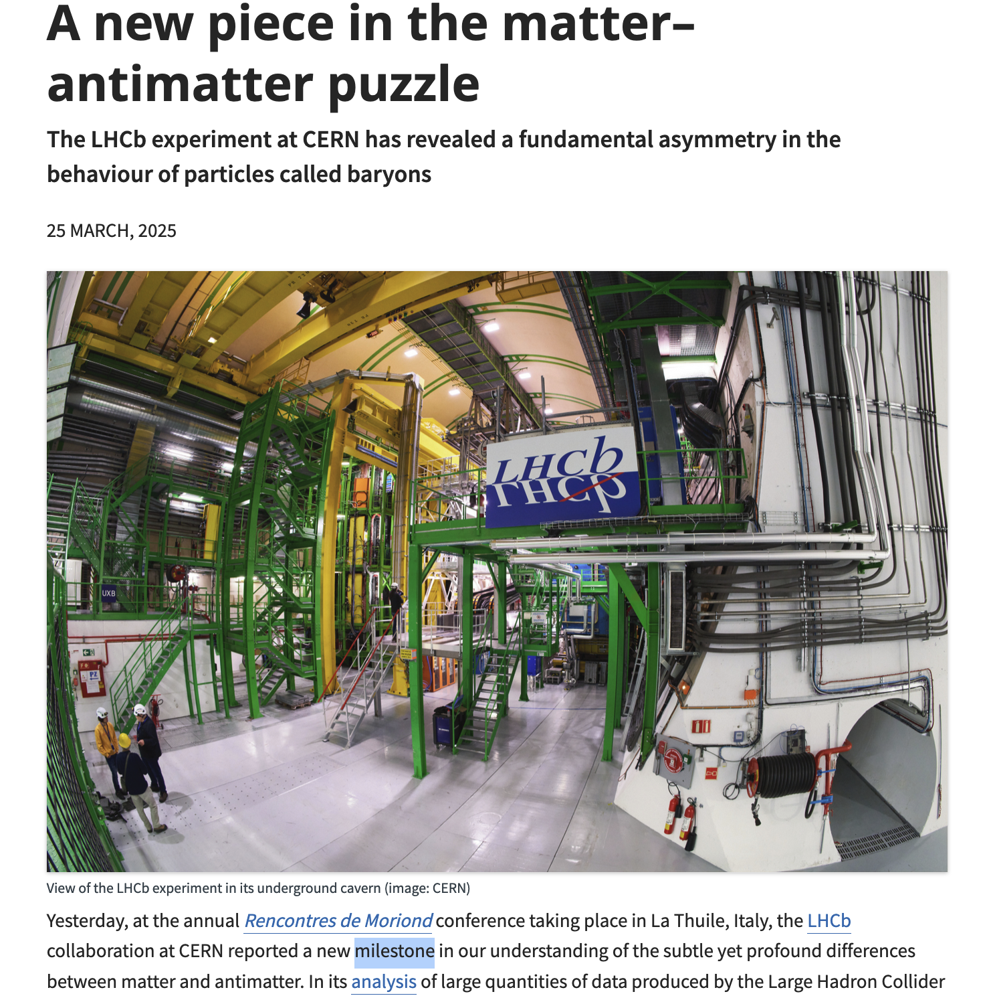 A new piece in the matter–
antimatter puzzle
The LHCb experiment at CERN has revealed a fundamental asymmetry in the
behaviour of particles called baryons
25 MARCH, 2025
LHCb
LHCb
UXB
View of the LHCb experiment in its underground cavern (image: CERN)
Yesterday, at the annual Rencontres de Moriond conference taking place in La Thuile, Italy, the LHCb
collaboration at CERN reported a new milestone in our understanding of the subtle yet profound differences
between matter and antimatter. In its analysis of large quantities of data produced by the Large Hadron Collider